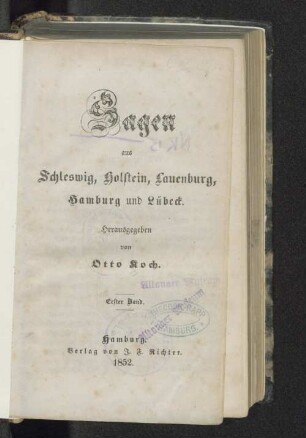 Sagen
aus
Schleswig, Holstein, Lauenburg,
Hamburg und Lübeck.
Herausgegeben
von
Otto Koch.
Erster Band.
Hamburg.
Verlag von J. F. Richter.
1852.